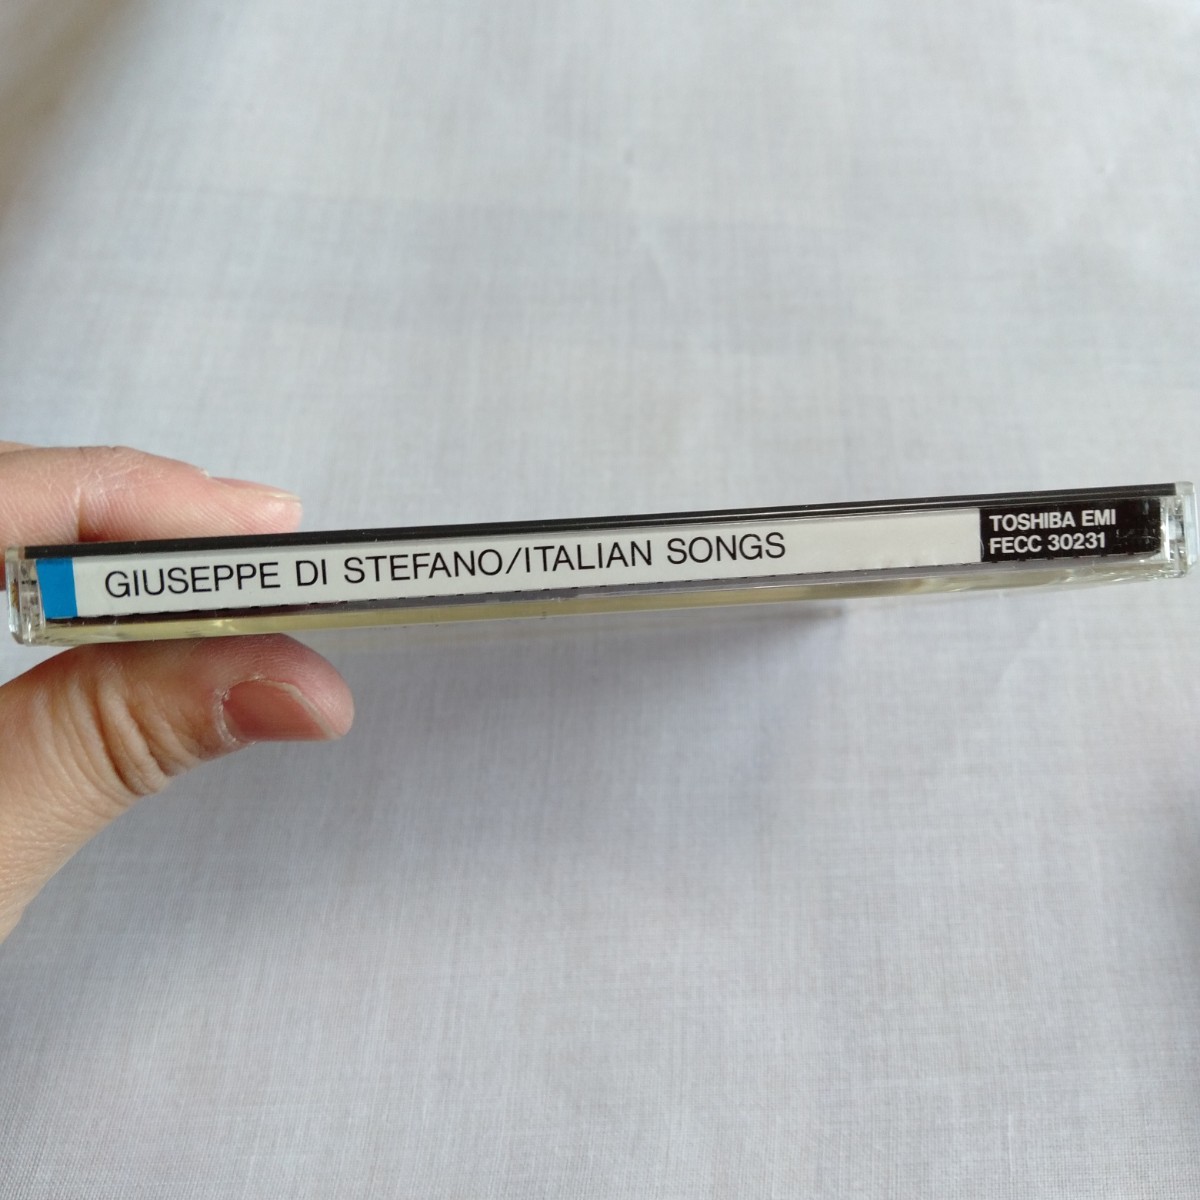 GIUSEPPE DI STEFANO/ITALIAN SONGS
TOSHIBA EMI
FECC 30231